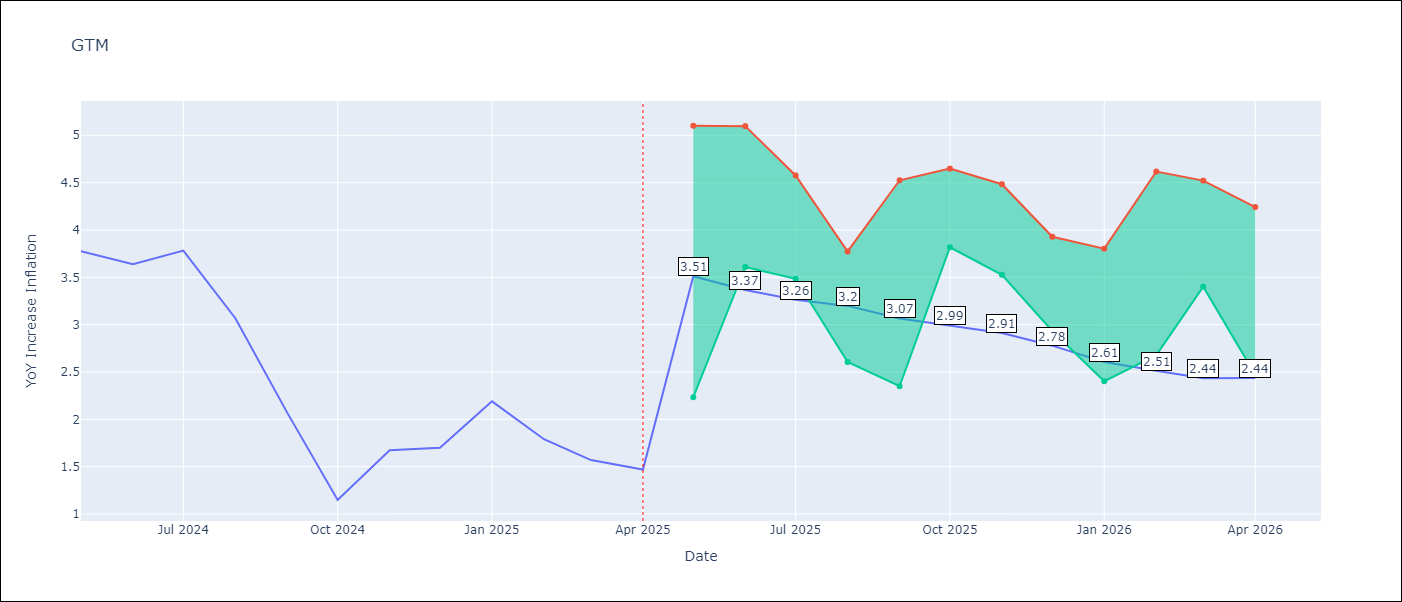 GTM
YoY Increase Inflation
5
4.5
4
3.5
3
2.5
2
1.5
1
3.51
3.37
3.26
3.2
3.07
2.99
2.91
2.78
2.61
2.51
2.44
2.44
Jul 2024
Oct 2024
Jan 2025
Apr 2025
Jul 2025
Oct 2025
Jan 2026
Apr 2026
Date